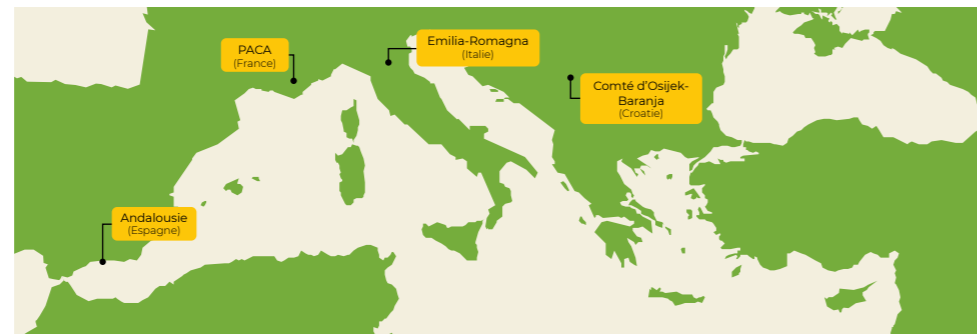 PACA
(France)
Emilia-Romagna
(Italie)
Comté d'Osijek-
Baranja
(Croatie)
Andalousie
(Espagne)